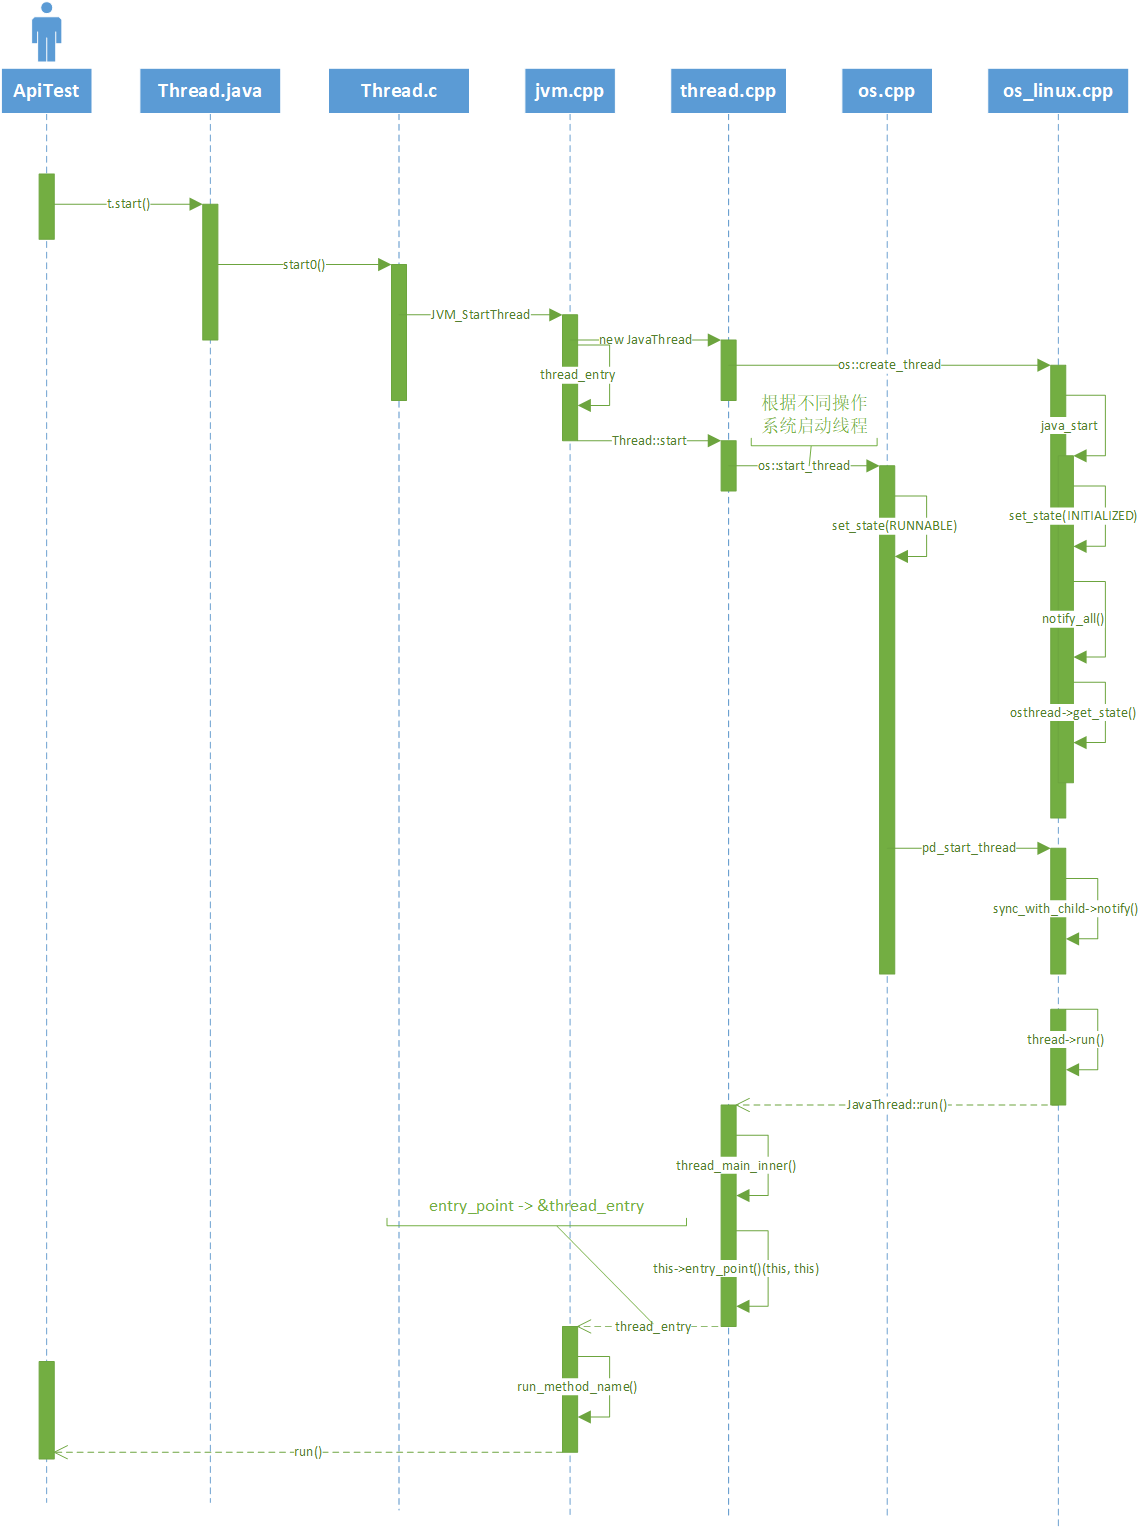 ApiTest
Thread.java
Thread.c
jvm.cpp
thread.cpp
os.cpp
os_linux.cpp
t.start()
start0()
JVM_StartThread
new JavaThread
os::create_thread
thread_entry
根据不同操作
系统启动线程
java_start
Thread::start
os::start_thread
set_state(INITIALIZED)
set_state(RUNNABLE)
notify_all()
osthread->get_state()
pd_start_thread
sync_with_child->notify()
thread->run()
JavaThread::run()
thread_main_inner()
entry_point -> &thread_entry
this->entry_point()(this, this)
thread_entry
run_method_name()
run()